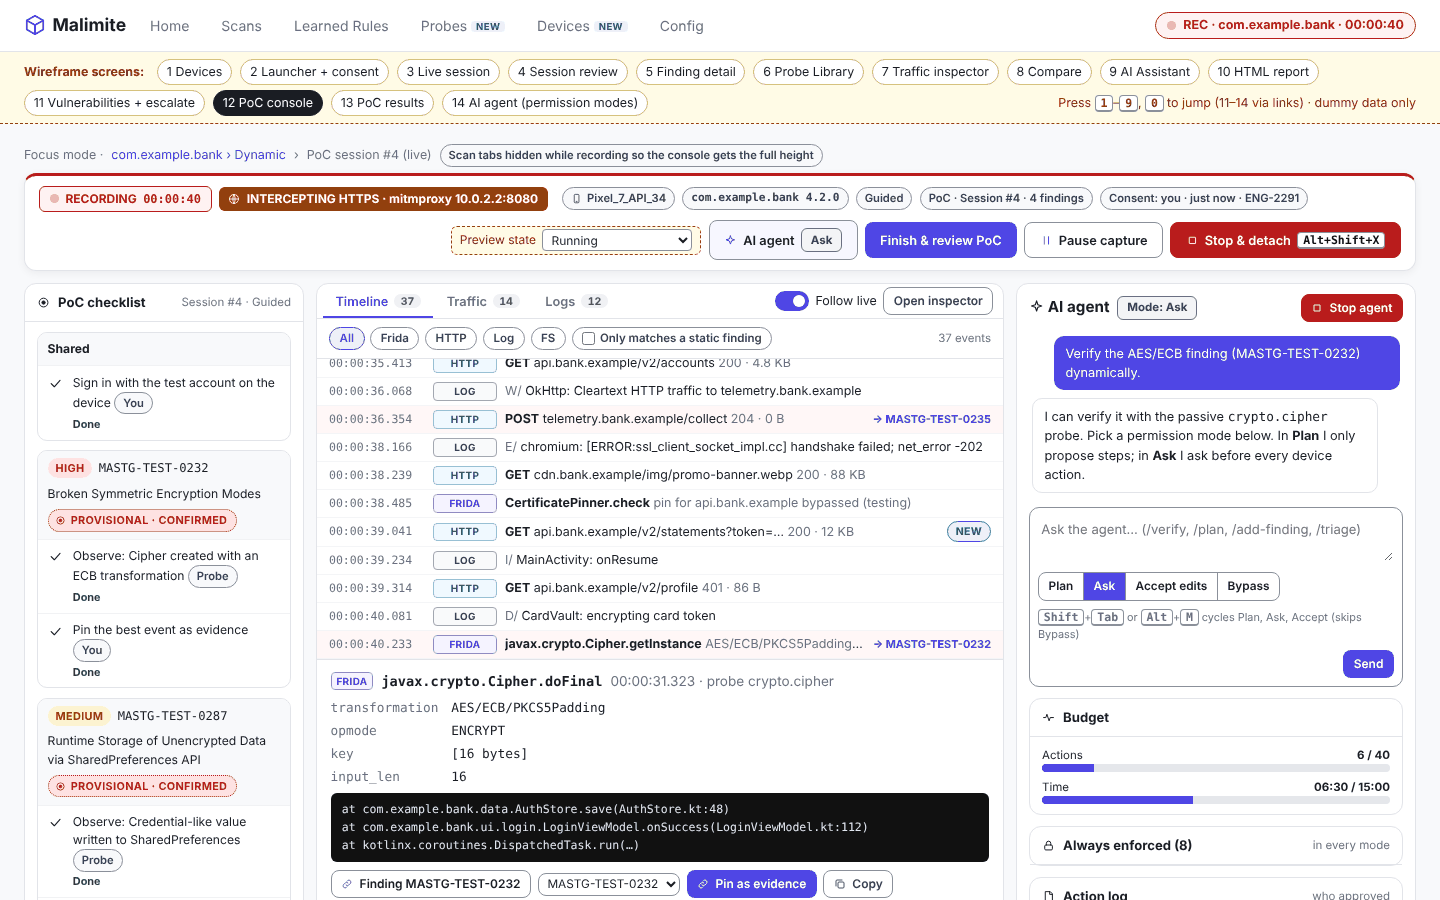 Malimite Home Scans Learned Rules Probes NEW Devices NEW Config REC · com.example.bank · 00:00:40
Wireframe screens: 1 Devices 2 Launcher + consent 3 Live session 4 Session review 5 Finding detail 6 Probe Library 7 Traffic inspector 8 Compare 9 AI Assistant 10 HTML report
11 Vulnerabilities + escalate 12 PoC console 13 PoC results 14 AI agent (permission modes) Press 1–9, 0 to jump (11–14 via links) · dummy data only
Focus mode · com.example.bank › Dynamic › PoC session #4 (live) Scan tabs hidden while recording so the console gets the full height
RECORDING 00:00:40 INTERCEPTING HTTPS · mitmproxy 10.0.2.2:8080 Pixel_7_API_34 com.example.bank 4.2.0 Guided PoC · Session #4 · 4 findings Consent: you · just now · ENG-2291
Preview state Running AI agent Ask Finish & review PoC Pause capture Stop & detach Alt+Shift+X
PoC checklist Session #4 · Guided
Shared
Sign in with the test account on the
device You
Done
HIGH MASTG-TEST-0232
Broken Symmetric Encryption Modes
PROVISIONAL · CONFIRMED
Observe: Cipher created with an
ECB transformation Probe
Done
Pin the best event as evidence
You
Done
MEDIUM MASTG-TEST-0287
Runtime Storage of Unencrypted Data
via SharedPreferences API
PROVISIONAL · CONFIRMED
Observe: Credential-like value
written to SharedPreferences
Probe
Done
Timeline 37 Traffic 14 Logs 12 Follow live Open inspector
All Frida HTTP Log FS Only matches a static finding 37 events
00:00:35.413 HTTP GET api.bank.example/v2/accounts 200 · 4.8 KB
00:00:36.068 LOG W/ OkHttp: Cleartext HTTP traffic to telemetry.bank.example
00:00:36.354 HTTP POST telemetry.bank.example/collect 204 · 0 B → MASTG-TEST-0235
00:00:38.166 LOG E/ chromium: [ERROR:ssl_client_socket_impl.cc] handshake failed; net_error -202
00:00:38.239 HTTP GET cdn.bank.example/img/promo-banner.webp 200 · 88 KB
00:00:38.485 FRIDA CertificatePinner.check pin for api.bank.example bypassed (testing)
00:00:39.041 HTTP GET api.bank.example/v2/statements?token=… 200 · 12 KB NEW
00:00:39.234 LOG I/ MainActivity: onResume
00:00:39.314 HTTP GET api.bank.example/v2/profile 401 · 86 B
00:00:40.081 LOG D/ CardVault: encrypting card token
00:00:40.233 FRIDA javax.crypto.Cipher.getInstance AES/ECB/PKCS5Padding… → MASTG-TEST-0232
FRIDA javax.crypto.Cipher.doFinal 00:00:31.323 · probe crypto.cipher
transformation AES/ECB/PKCS5Padding
opmode ENCRYPT
key [16 bytes]
input_len 16
at com.example.bank.data.AuthStore.save(AuthStore.kt:48)
at com.example.bank.ui.login.LoginViewModel.onSuccess(LoginViewModel.kt:112)
at kotlinx.coroutines.DispatchedTask.run(…)
Finding MASTG-TEST-0232 MASTG-TEST-0232 Pin as evidence Copy
AI agent Mode: Ask Stop agent
Verify the AES/ECB finding (MASTG-TEST-0232)
dynamically.
I can verify it with the passive crypto.cipher
probe. Pick a permission mode below. In Plan I only
propose steps; in Ask I ask before every device
action.
Ask the agent… (/verify, /plan, /add-finding, /triage)
Plan Ask Accept edits Bypass
Shift+Tab or Alt+M cycles Plan, Ask, Accept (skips
Bypass)
Send
Budget
Actions 6 / 40
Time 06:30 / 15:00
Always enforced (8) in every mode
Action log who approved